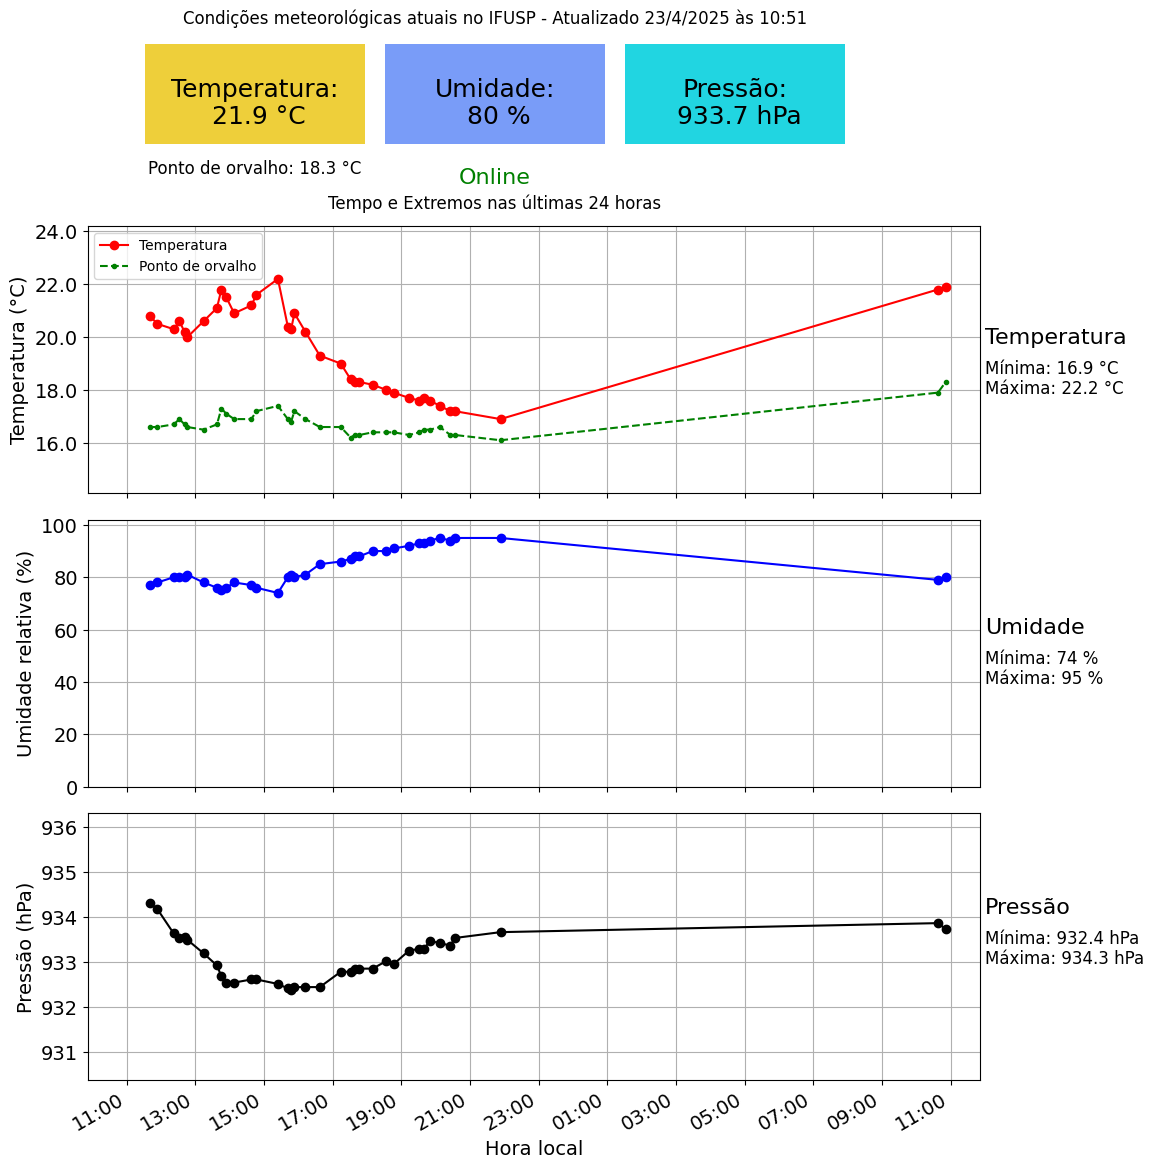 Condições meteorológicas atuais no IFUSP - Atualizado 23/4/2025 às 10:51
Temperatura:
21.9 °C
Umidade:
80 %
Pressão:
933.7 hPa
Ponto de orvalho: 18.3 °C
Online
Tempo e Extremos nas últimas 24 horas
Temperatura (°C)
24.0
22.0
20.0
18.0
16.0
Temperatura
Ponto de orvalho
Temperatura
Mínima: 16.9 °C
Máxima: 22.2 °C
Umidade relativa (%)
100
80
60
40
20
0
Umidade
Mínima: 74 %
Máxima: 95 %
Pressão (hPa)
936
935
934
933
932
931
Pressão
Mínima: 932.4 hPa
Máxima: 934.3 hPa
11:00 13:00 15:00 17:00 19:00 21:00 23:00 01:00 03:00 05:00 07:00 09:00 11:00
Hora local